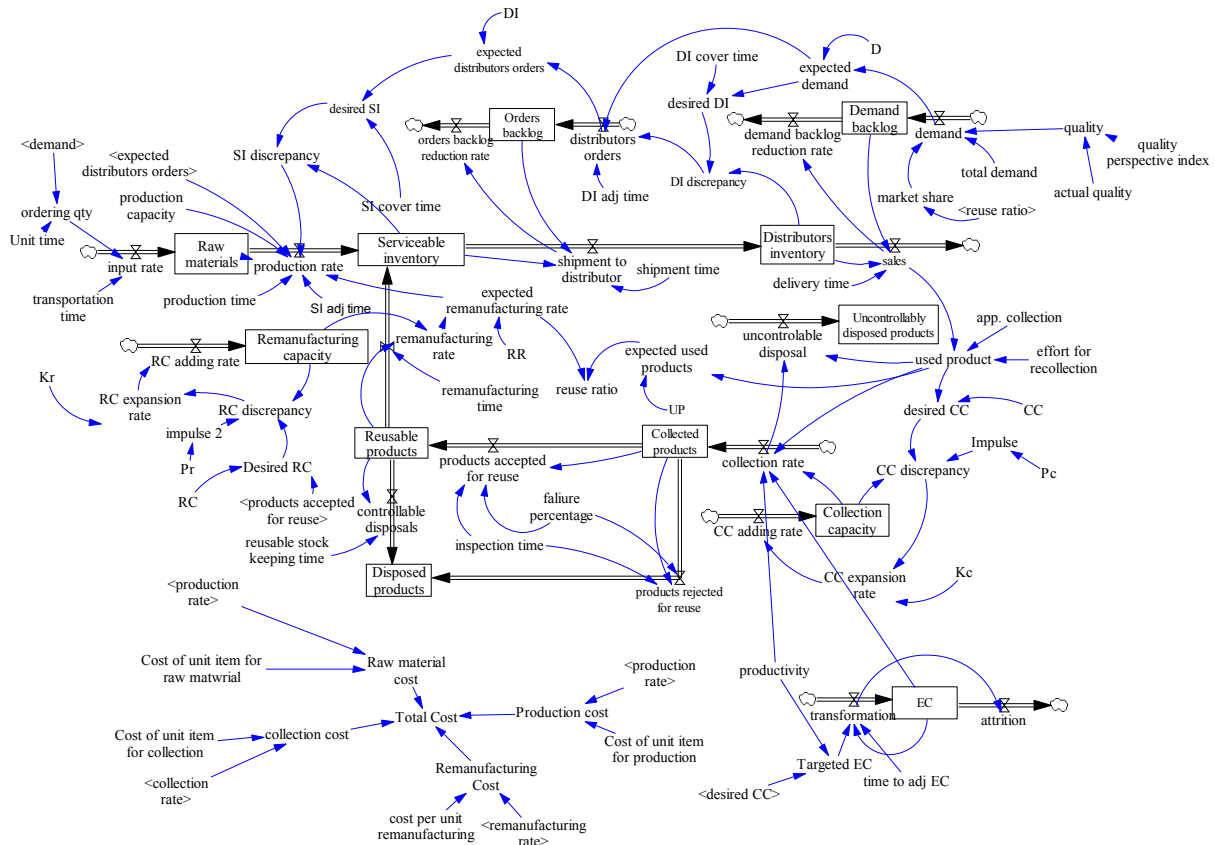 DI
expected
distributors orders
D
DI cover time
expected
demand
desired SI
desired DI
Orders
backlog
Demand
backlog
orders backlog
reduction rate
distributors
orders
demand backlog
reduction rate
demand
quality
quality
perspective index
<demand>
<expected
distributors orders>
SI discrepancy
DI discrepancy
total demand
actual quality
production
capacity
SI cover time
DI adj time
market share
<reuse ratio>
ordering qty
Unit time
Raw
materials
Serviceable
inventory
Distributors
inventory
input rate
production rate
shipment to
distributor
shipment time
sales
delivery time
transportation
time
production time
SI adj time
expected
remanufacturing rate
Uncontrollably
disposed products
app. collection
RC adding rate
Remanufacturing
capacity
remanufacturing
rate
RR
expected used
products
uncontrolable
disposal
used product
effort for
recollection
Kr
RC expansion
rate
RC discrepancy
remanufacturing
time
reuse ratio
UP
desired CC
CC
impulse 2
Pr
Desired RC
RC
Reusable
products
products accepted
for reuse
Collected
products
collection rate
CC discrepancy
Impulse
Pc
<products accepted
for reuse>
controllable
disposals
faliure
percentage
CC adding rate
Collection
capacity
reusable stock
keeping time
inspection time
Disposed
products
products rejected
for reuse
CC expansion
rate
Kc
<production
rate>
Cost of unit item for
raw matwrial
Raw material
cost
<production
rate>
productivity
EC
transformation
attrition
Total Cost
Production cost
Cost of unit item
for collection
collection cost
Cost of unit item
for production
<collection
rate>
Remanufacturing
Cost
Targeted EC
time to adj EC
<desired CC>
cost per unit
remanufacturing
<remanufacturing
rate>